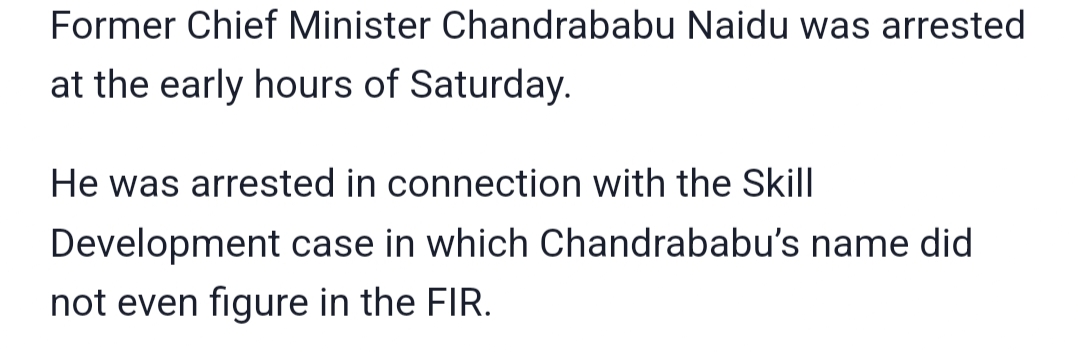 Former Chief Minister Chandrababu Naidu was arrested
at the early hours of Saturday.
He was arrested in connection with the Skill
Development case in which Chandrababu’s name did
not even figure in the FIR.